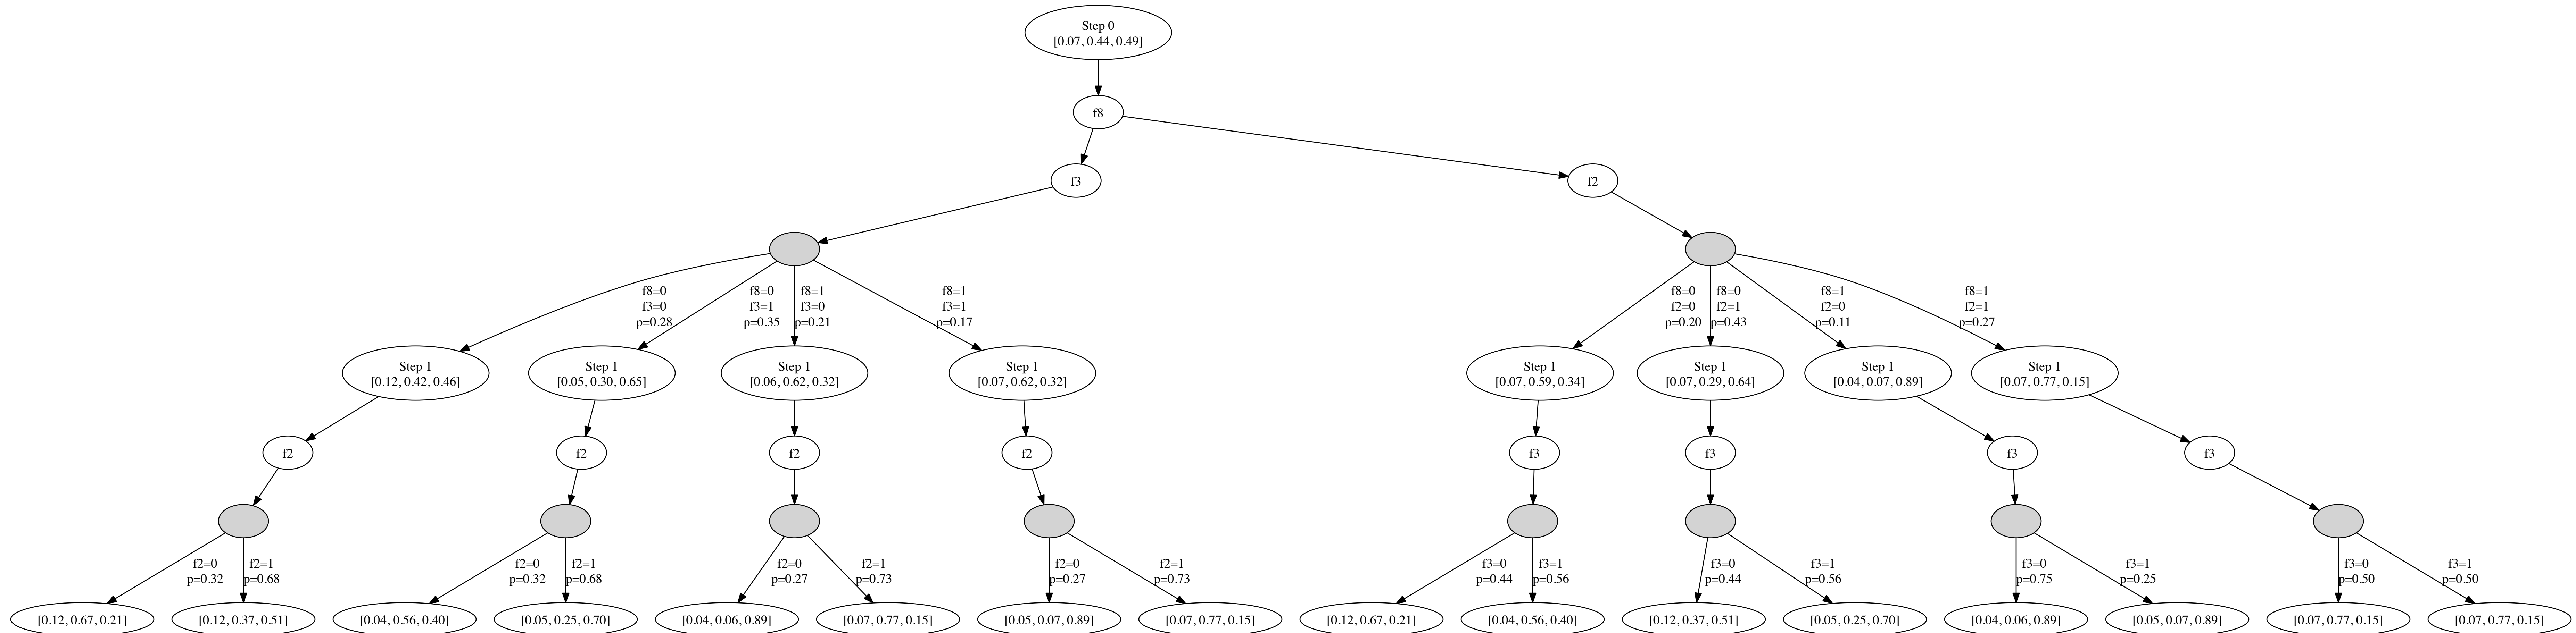 Step 0
[0.07, 0.44, 0.49]
f8
f3
f2
f8=0
f3=0
p=0.28
f8=0
f3=1
p=0.35
f8=1
f3=0
p=0.21
f8=1
f3=1
p=0.17
f8=0
f2=0
p=0.20
f8=0
f2=1
p=0.43
f8=1
f2=0
p=0.11
f8=1
f2=1
p=0.27
Step 1
[0.12, 0.42, 0.46]
Step 1
[0.05, 0.30, 0.65]
Step 1
[0.06, 0.62, 0.32]
Step 1
[0.07, 0.62, 0.32]
Step 1
[0.07, 0.59, 0.34]
Step 1
[0.07, 0.29, 0.64]
Step 1
[0.04, 0.07, 0.89]
Step 1
[0.07, 0.77, 0.15]
f2
f2
f2
f2
f3
f3
f3
f3
f2=0
p=0.32
f2=1
p=0.68
f2=0
p=0.32
f2=1
p=0.68
f2=0
p=0.27
f2=1
p=0.73
f2=0
p=0.27
f2=1
p=0.73
f3=0
p=0.44
f3=1
p=0.56
f3=0
p=0.44
f3=1
p=0.56
f3=0
p=0.75
f3=1
p=0.25
f3=0
p=0.50
f3=1
p=0.50
[0.12, 0.67, 0.21]
[0.12, 0.37, 0.51]
[0.04, 0.56, 0.40]
[0.05, 0.25, 0.70]
[0.04, 0.06, 0.89]
[0.07, 0.77, 0.15]
[0.05, 0.07, 0.89]
[0.07, 0.77, 0.15]
[0.12, 0.67, 0.21]
[0.04, 0.56, 0.40]
[0.12, 0.37, 0.51]
[0.05, 0.25, 0.70]
[0.04, 0.06, 0.89]
[0.05, 0.07, 0.89]
[0.07, 0.77, 0.15]
[0.07, 0.77, 0.15]